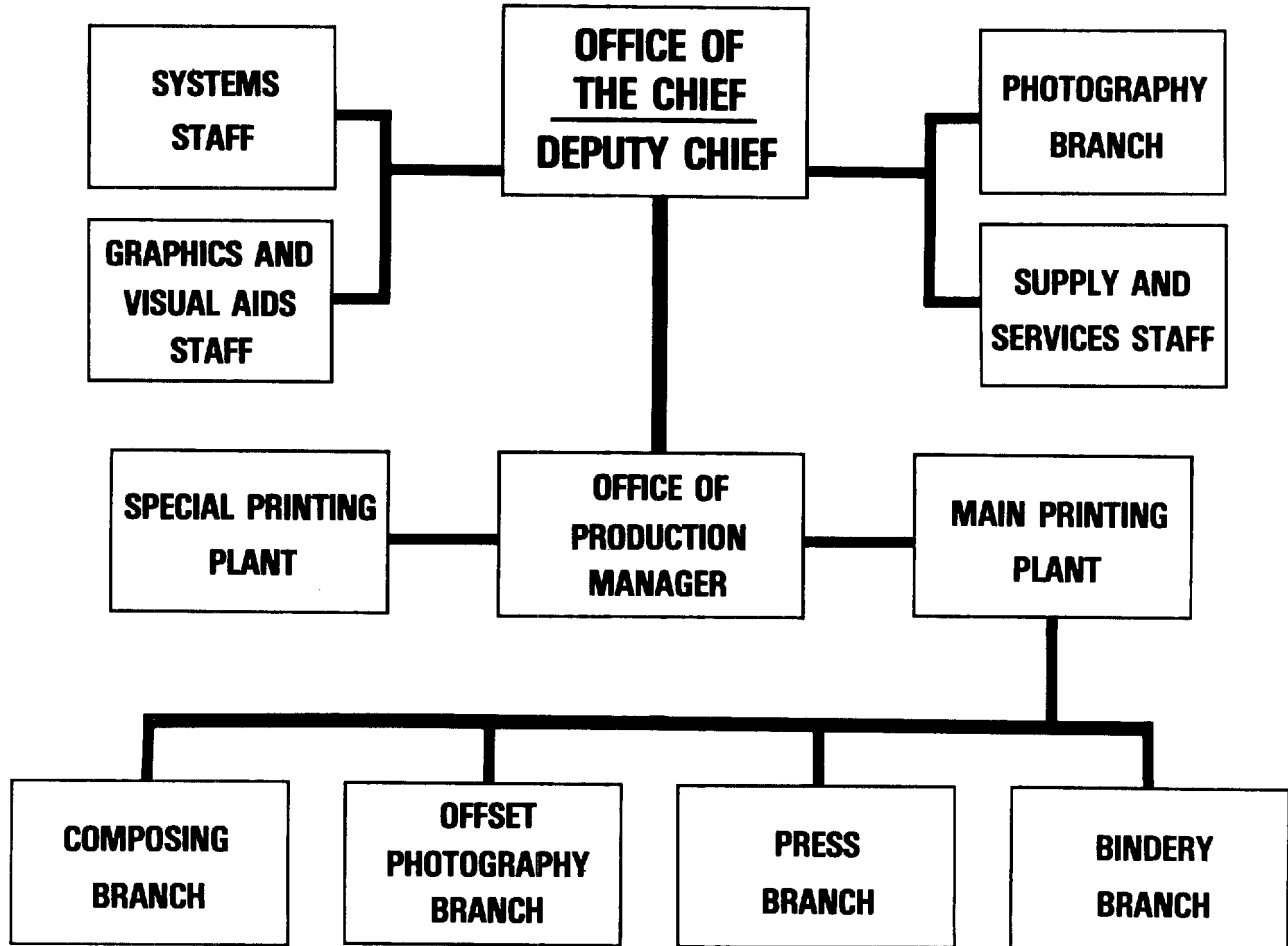 SYSTEMS
STAFF
OFFICE OF
THE CHIEF
DEPUTY CHIEF
PHOTOGRAPHY
BRANCH
GRAPHICS AND
VISUAL AIDS
STAFF
SUPPLY AND
SERVICES STAFF
SPECIAL PRINTING
PLANT
OFFICE OF
PRODUCTION
MANAGER
MAIN PRINTING
PLANT
COMPOSING
BRANCH
OFFSET
PHOTOGRAPHY
BRANCH
PRESS
BRANCH
BINDERY
BRANCH